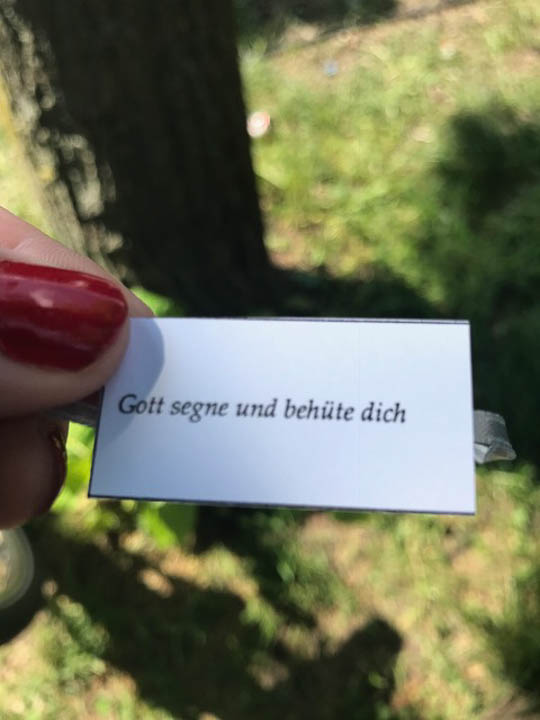 Gott segne und behüte dich